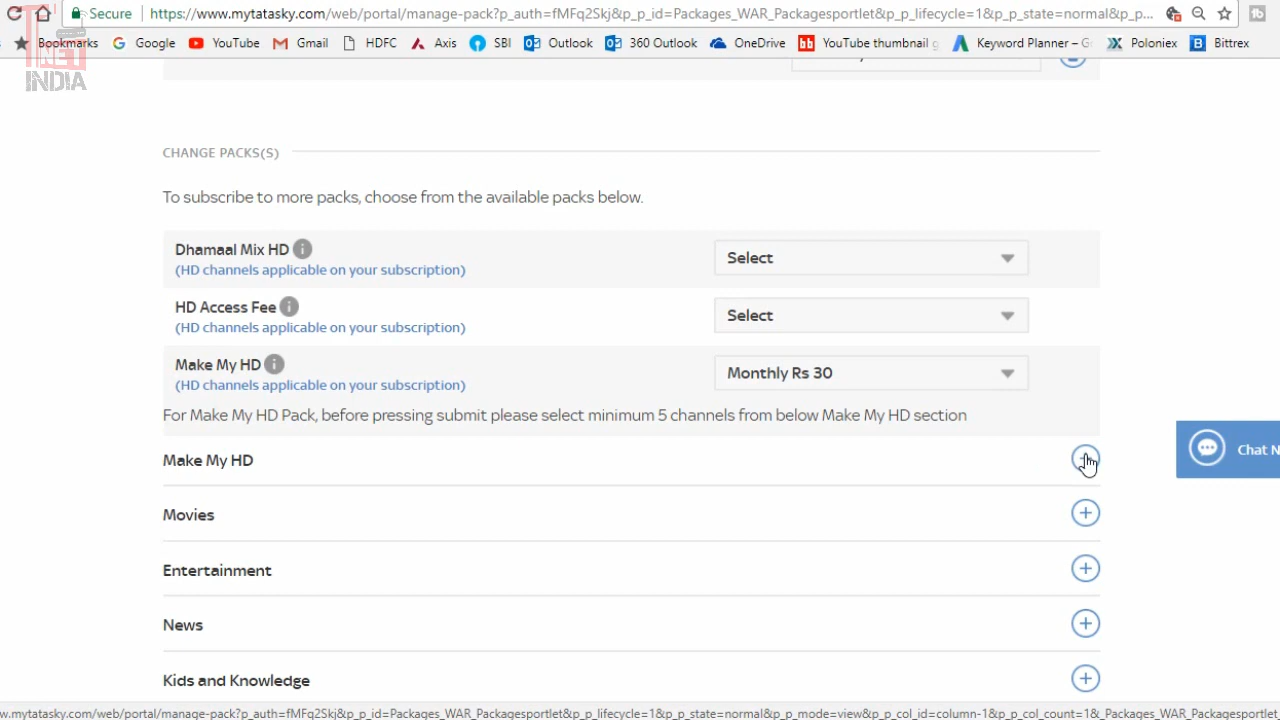 Secure https://www.mytatasky.com/web/portal/manage-pack?p_auth=fMFq2Skj&p_p_id=Packages_WAR_Packagesportlet&p_p_lifecycle=1&p_p_state=normal&p_p...
Bookmarks Google YouTube Gmail HDFC Axis SBI Outlook 360 Outlook OneDrive YouTube thumbnail Keyword Planner – Poloniex Bittrex
T NET
INDIA
CHANGE PACKS(S)
To subscribe to more packs, choose from the available packs below.
Dhamaal Mix HD Select
(HD channels applicable on your subscription)
HD Access Fee Select
(HD channels applicable on your subscription)
Make My HD Monthly Rs 30
(HD channels applicable on your subscription)
For Make My HD Pack, before pressing submit please select minimum 5 channels from below Make My HD section
Make My HD
Chat N
Movies
Entertainment
News
Kids and Knowledge
w.mytatasky.com/web/portal/manage-pack?p_auth=fMFq2Skj&p_p_id=Packages_WAR_Packagesportlet&p_p_lifecycle=1&p_p_state=normal&p_p_mode=view&p_p_col_id=column-1&p_p_col_count=1&_Packages_WAR_Packagesportlet